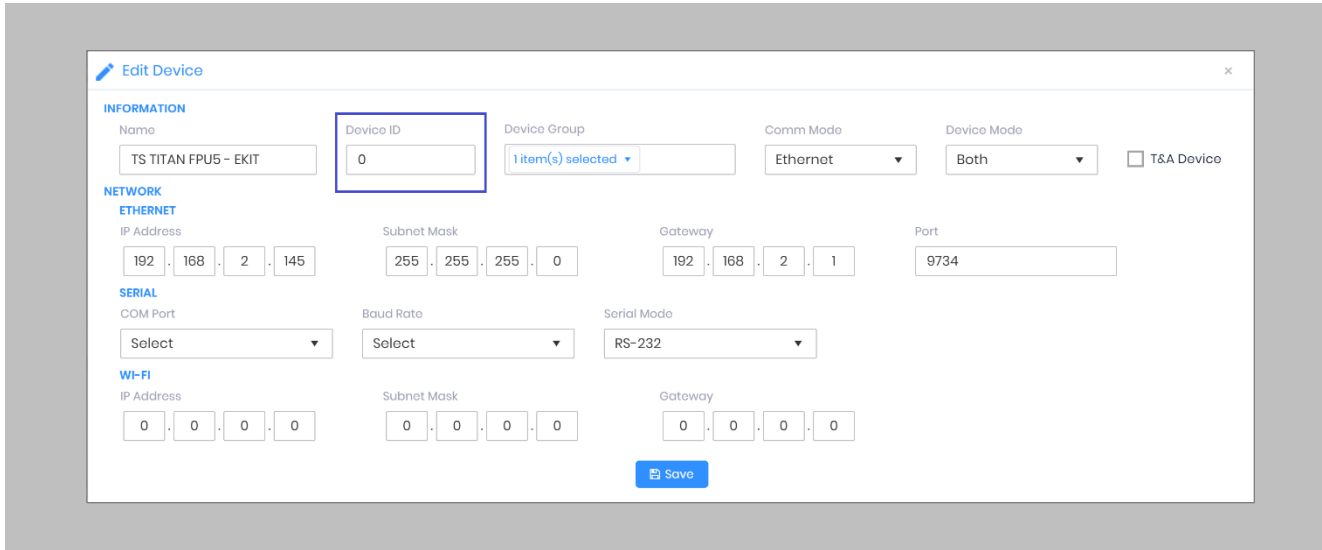 Edit Device ×
INFORMATION
Name Device ID Device Group Comm Mode Device Mode
TS TITAN FPU5 - EKIT 0 1 item(s) selected Ethernet Both T&A Device
NETWORK
ETHERNET
IP Address Subnet Mask Gateway Port
192 . 168 . 2 . 145 255 . 255 . 255 . 0 192 . 168 . 2 . 1 9734
SERIAL
COM Port Baud Rate Serial Mode
Select Select RS-232
WI-FI
IP Address Subnet Mask Gateway
0 . 0 . 0 . 0 0 . 0 . 0 . 0 0 . 0 . 0 . 0
Save